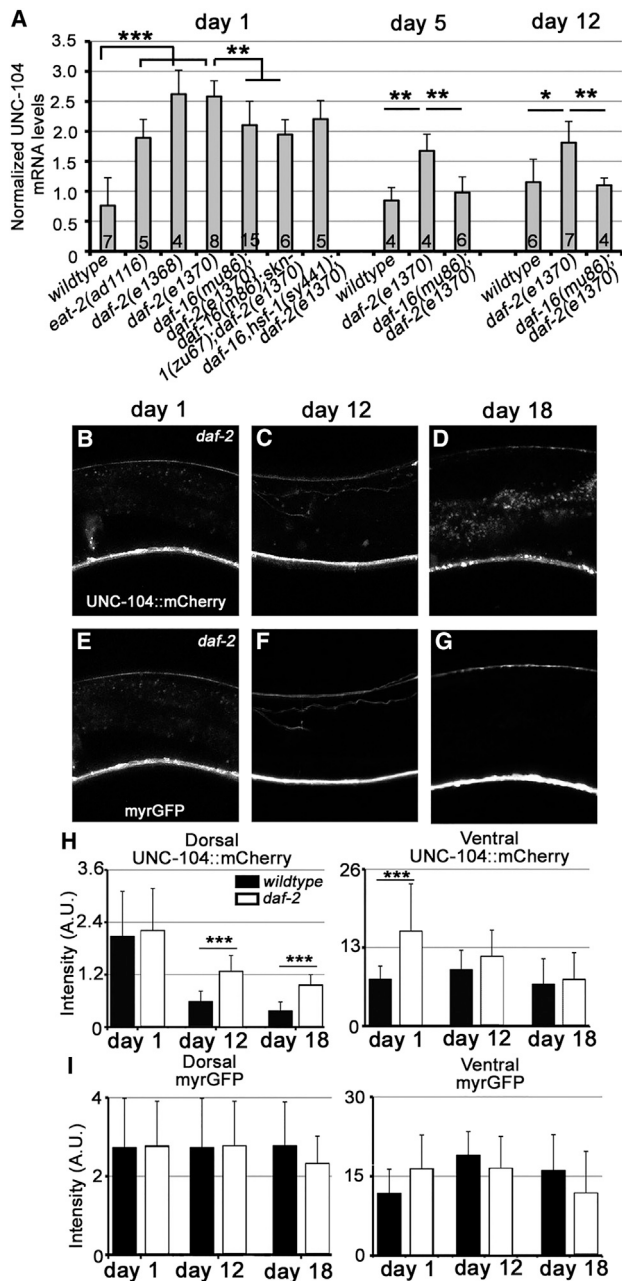 A
day 1
day 5
day 12
Normalized UNC-104
mRNA levels
3.5
3.0
2.5
2.0
1.5
1.0
0.5
0
***
**
** **
* **
7
5
4
8
15
6
5
4
4
6
6
7
4
wildtype
eat-2(ad1116)
daf-2(e1368)
daf-2(e1370)
daf-16(mu86);
daf-2(e1370)
daf-16(m86);skn-
1(zu67);daf-2(e1370)
daf-16,hsf-1(sy441);
daf-2(e1370)
wildtype
daf-2(e1370)
daf-16(mu86);
daf-2(e1370)
wildtype
daf-2(e1370)
daf-16(mu86);
daf-2(e1370)
day 1
day 12
day 18
B
daf-2
UNC-104::mCherry
C
D
E
daf-2
myrGFP
F
G
H
Dorsal
UNC-104::mCherry
Intensity (A.U.)
3.6
2.4
1.2
0
wildtype
daf-2
***
***
day 1
day 12
day 18
Ventral
UNC-104::mCherry
26
13
0
***
day 1
day 12
day 18
I
Dorsal
myrGFP
Intensity (A.U.)
4
2
0
day 1
day 12
day 18
Ventral
myrGFP
30
15
0
day 1
day 12
day 18